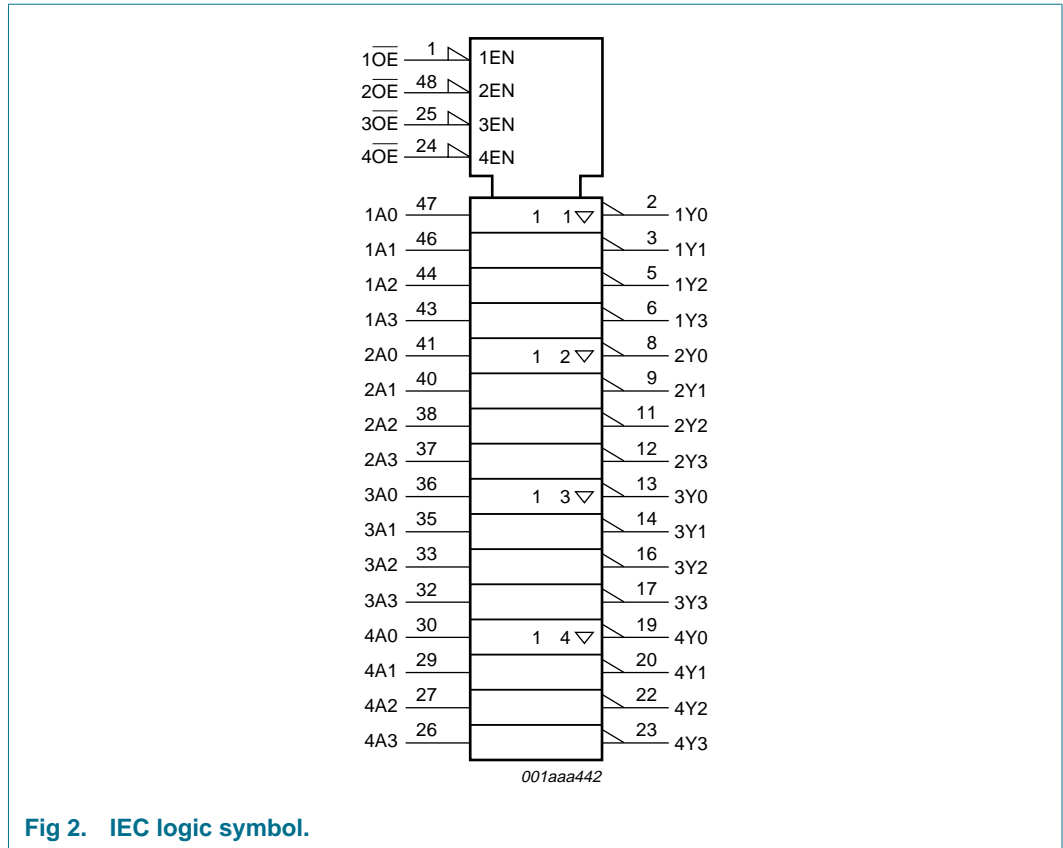 1O̅E̅ 1 1EN
2O̅E̅ 48 2EN
3O̅E̅ 25 3EN
4O̅E̅ 24 4EN
1A0 47 1 1▽ 2 1Y0
1A1 46 3 1Y1
1A2 44 5 1Y2
1A3 43 6 1Y3
2A0 41 1 2▽ 8 2Y0
2A1 40 9 2Y1
2A2 38 11 2Y2
2A3 37 12 2Y3
3A0 36 1 3▽ 13 3Y0
3A1 35 14 3Y1
3A2 33 16 3Y2
3A3 32 17 3Y3
4A0 30 1 4▽ 19 4Y0
4A1 29 20 4Y1
4A2 27 22 4Y2
4A3 26 23 4Y3
001aaa442
Fig 2. IEC logic symbol.